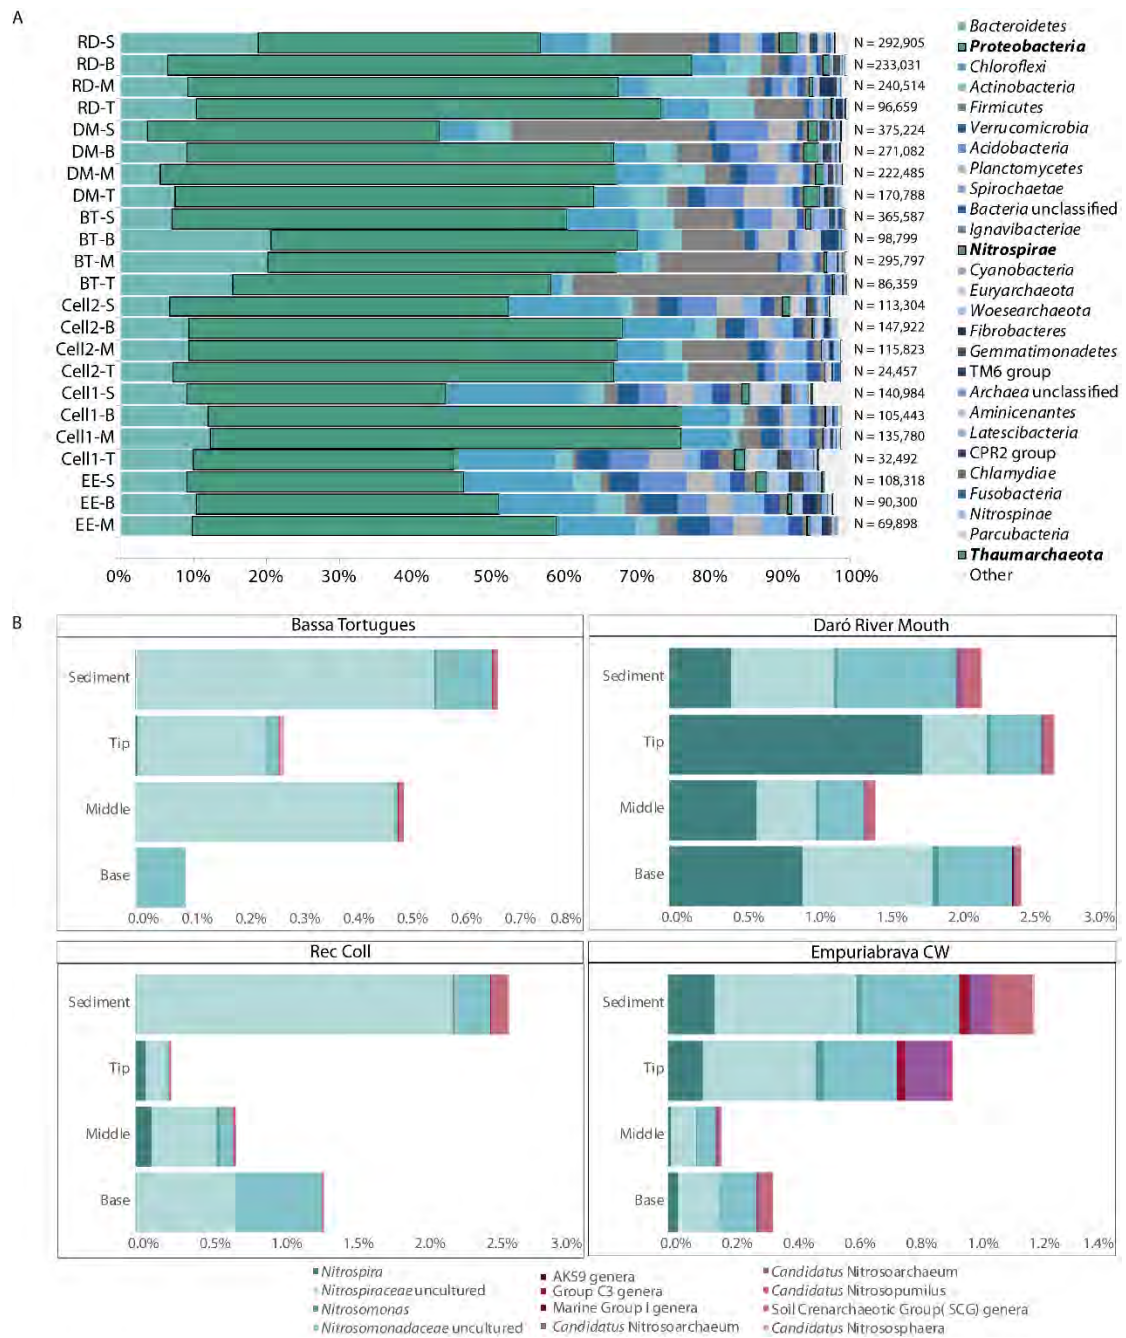 A
RD-S
RD-B
RD-M
RD-T
DM-S
DM-B
DM-M
DM-T
BT-S
BT-B
BT-M
BT-T
Cell2-S
Cell2-B
Cell2-M
Cell2-T
Cell1-S
Cell1-B
Cell1-M
Cell1-T
EE-S
EE-B
EE-M
N = 292,905
N =233,031
N = 240,514
N = 96,659
N = 375,224
N = 271,082
N = 222,485
N = 170,788
N = 365,587
N = 98,799
N = 295,797
N = 86,359
N = 113,304
N = 147,922
N = 115,823
N = 24,457
N = 140,984
N = 105,443
N = 135,780
N = 32,492
N = 108,318
N = 90,300
N = 69,898
0% 10% 20% 30% 40% 50% 60% 70% 80% 90% 100%
Bacteroidetes
Proteobacteria
Chloroflexi
Actinobacteria
Firmicutes
Verrucomicrobia
Acidobacteria
Planctomycetes
Spirochaetae
Bacteria unclassified
Ignavibacteriae
Nitrospirae
Cyanobacteria
Euryarchaeota
Woesearchaeota
Fibrobacteres
Gemmatimonadetes
TM6 group
Archaea unclassified
Aminicenantes
Latescibacteria
CPR2 group
Chlamydiae
Fusobacteria
Nitrospinae
Parcubacteria
Thaumarchaeota
Other
B
Bassa Tortugues
Sediment
Tip
Middle
Base
0.0% 0.1% 0.2% 0.3% 0.4% 0.5% 0.6% 0.7% 0.8%
Daró River Mouth
Sediment
Tip
Middle
Base
0.0% 0.5% 1.0% 1.5% 2.0% 2.5% 3.0%
Rec Coll
Sediment
Tip
Middle
Base
0.0% 0.5% 1.0% 1.5% 2.0% 2.5% 3.0%
Empuriabrava CW
Sediment
Tip
Middle
Base
0.0% 0.2% 0.4% 0.6% 0.8% 1.0% 1.2% 1.4%
Nitrospira
Nitrospiraceae uncultured
Nitrosomonas
Nitrosomonadaceae uncultured
AK59 genera
Group C3 genera
Marine Group I genera
Candidatus Nitrosoarchaeum
Candidatus Nitrosoarchaeum
Candidatus Nitrosopumilus
Soil Crenarchaeotic Group( SCG) genera
Candidatus Nitrososphaera